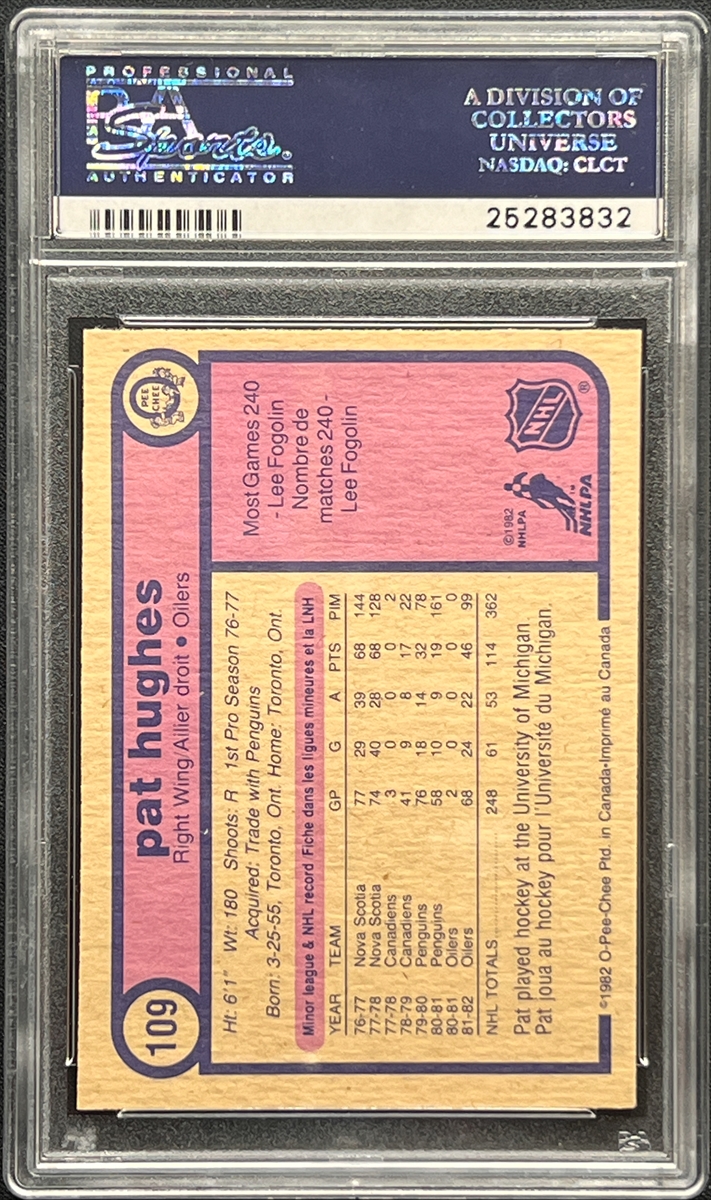 PROFESSIONAL
PSA
Sports.
AUTHENTICATOR
A DIVISION OF
COLLECTORS
UNIVERSE
NASDAQ: CLCT
25283832
109
pat hughes
Right Wing/Ailier droit • Oilers
O
PEE
CHEE
Ht: 6'1" Wt: 180 Shoots: R 1st Pro Season 76-77
Acquired: Trade with Penguins
Born: 3-25-55, Toronto, Ont. Home: Toronto, Ont.
Minor league & NHL record Fiche dans les ligues mineures et la LNH
YEAR TEAM GP G A PTS PIM
76-77 Nova Scotia 77 29 39 68 144
77-78 Nova Scotia 74 40 28 68 128
77-78 Canadiens 3 0 0 0 2
78-79 Canadiens 41 9 8 17 22
79-80 Penguins 76 18 14 32 78
80-81 Penguins 58 10 9 19 161
80-81 Oilers 2 0 0 0 0
81-82 Oilers 68 24 22 46 99
NHL TOTALS .......... 248 61 53 114 362
Pat played hockey at the University of Michigan
Pat joua au hockey pour l'Université du Michigan.
Most Games 240
- Lee Fogolin
Nombre de
matches 240 -
Lee Fogolin
©1982
NHLPA
NHLPA™
NHL®
©1982 O-Pee-Chee Ptd. in Canada•Imprimé au Canada